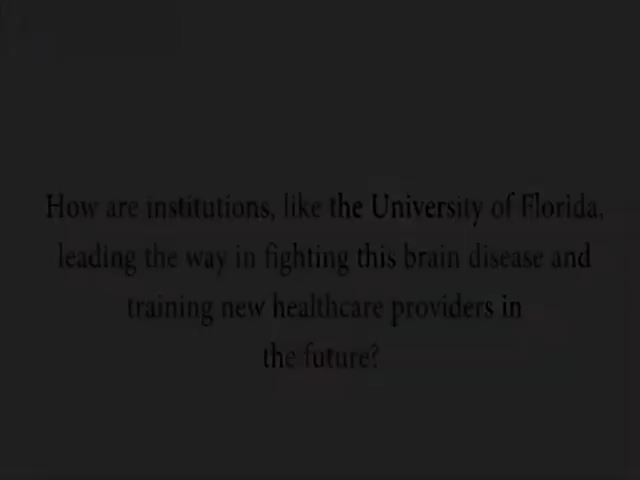 How are institutions, like the University of Florida,
leading the way in fighting this brain disease and
training new healthcare providers in
the future?